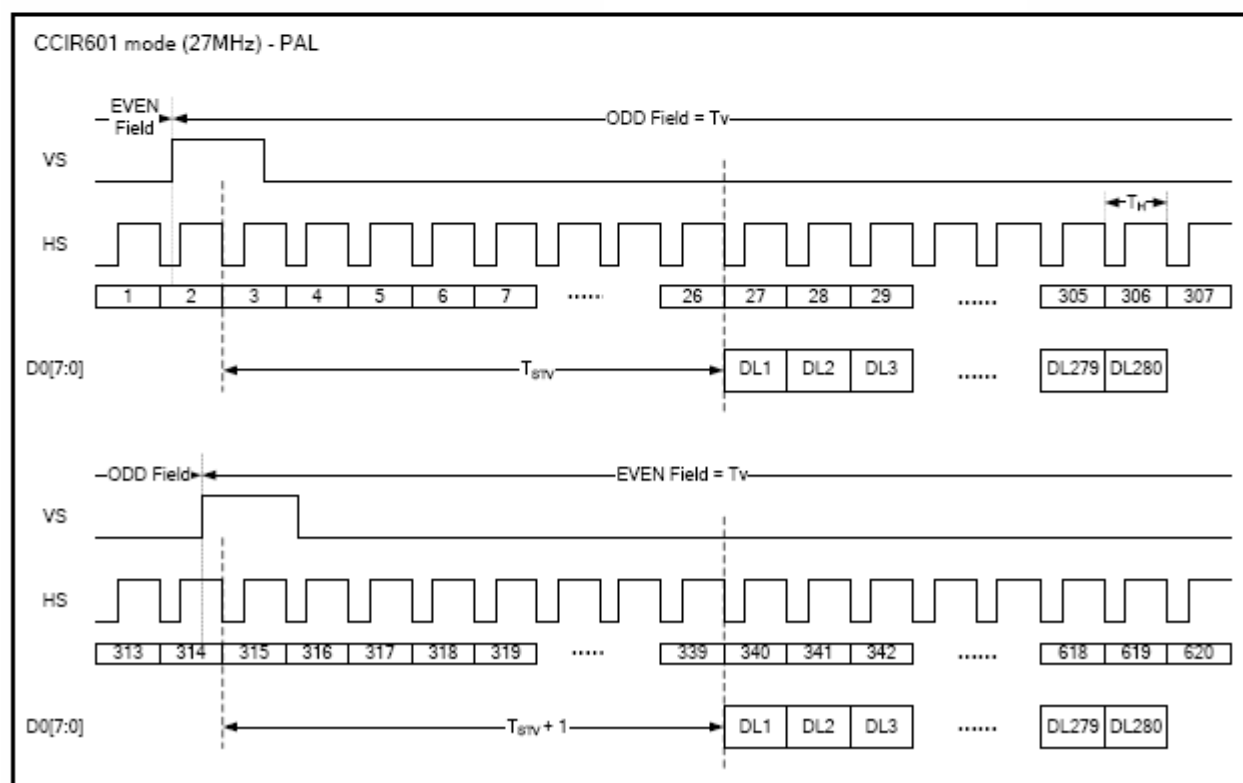 CCIR601 mode (27MHz) - PAL
EVEN Field
ODD Field = Tv
VS
HS
TH
1 2 3 4 5 6 7 ...... 26 27 28 29 ...... 305 306 307
D0[7:0] TSTV DL1 DL2 DL3 ...... DL279 DL280
ODD Field EVEN Field = Tv
VS
HS
313 314 315 316 317 318 319 ..... 339 340 341 342 ...... 618 619 620
D0[7:0] TSTV + 1 DL1 DL2 DL3 ...... DL279 DL280